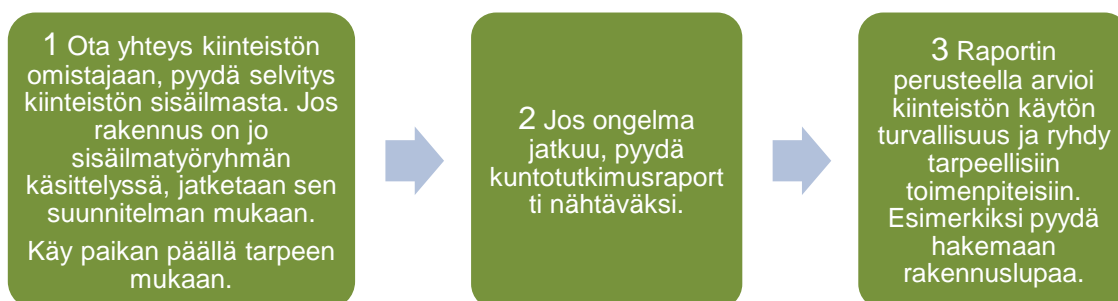 1 Ota yhteys kiinteistön
omistajaan, pyydä selvitys
kiinteistön sisäilmasta. Jos
rakennus on jo
sisäilmatyöryhmän
käsittelyssä, jatketaan sen
suunnitelman mukaan.
Käy paikan päällä tarpeen
mukaan.
2 Jos ongelma
jatkuu, pyydä
kuntotutkimusraport
ti nähtäväksi.
3 Raportin
perusteella arvioi
kiinteistön käytön
turvallisuus ja ryhdy
tarpeellisiin
toimenpiteisiin.
Esimerkiksi pyydä
hakemaan
rakennuslupaa.